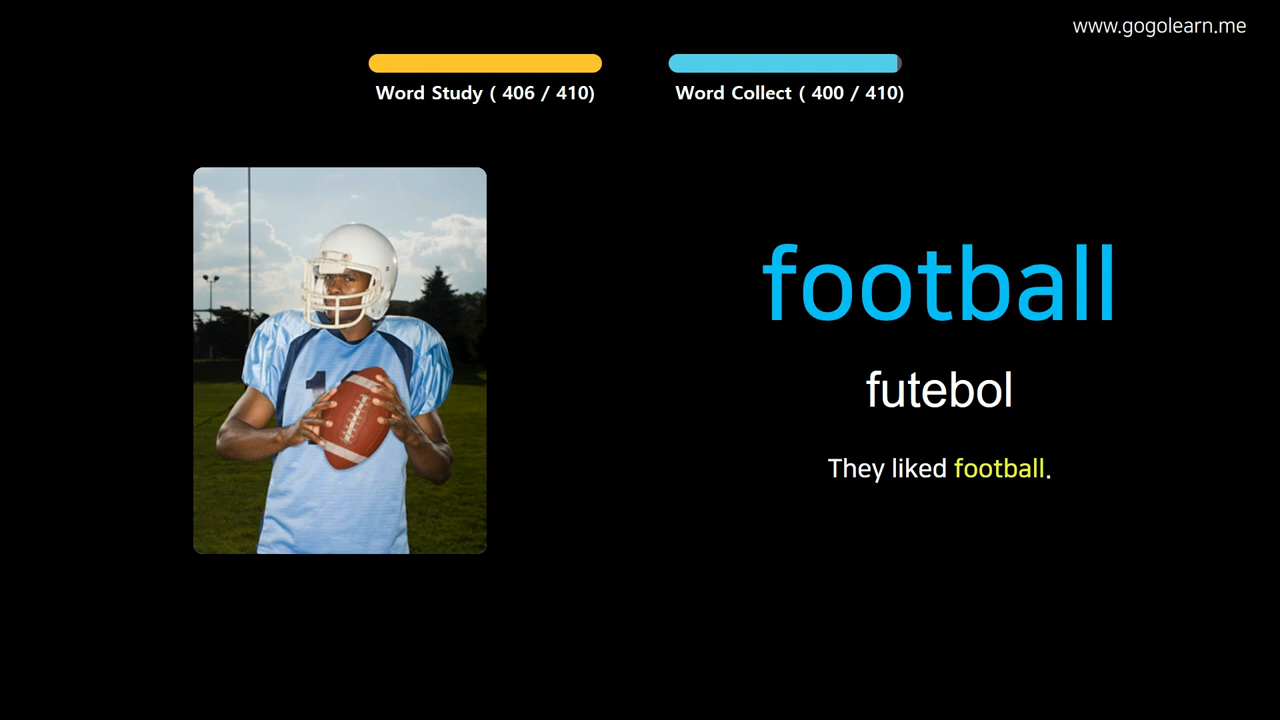 www.gogolearn.me
Word Study ( 406 / 410)
Word Collect ( 400 / 410)
football
futebol
They liked football.